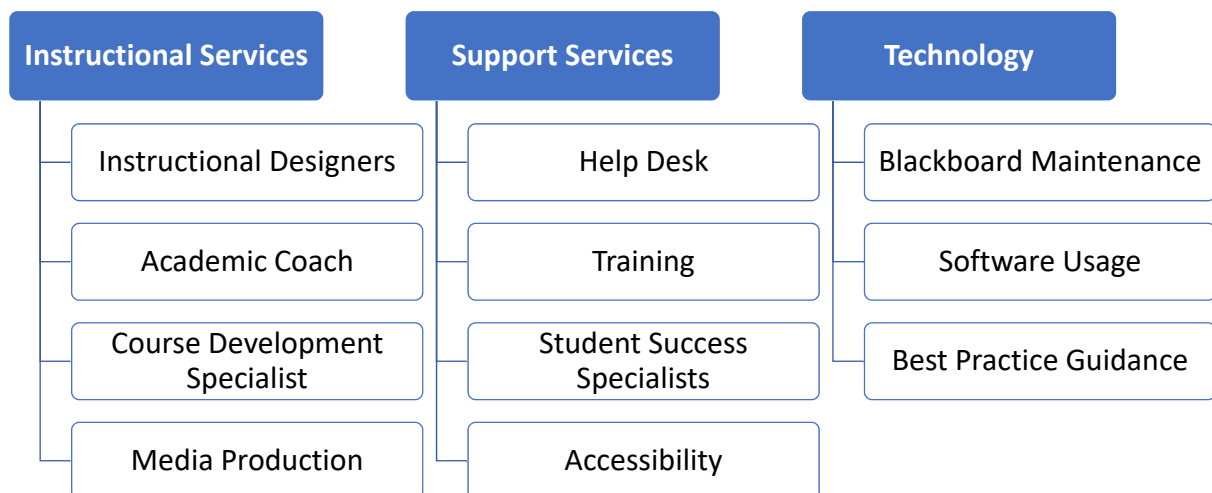 Instructional Services
Instructional Designers
Academic Coach
Course Development
Specialist
Media Production
Support Services
Help Desk
Training
Student Success
Specialists
Accessibility
Technology
Blackboard Maintenance
Software Usage
Best Practice Guidance